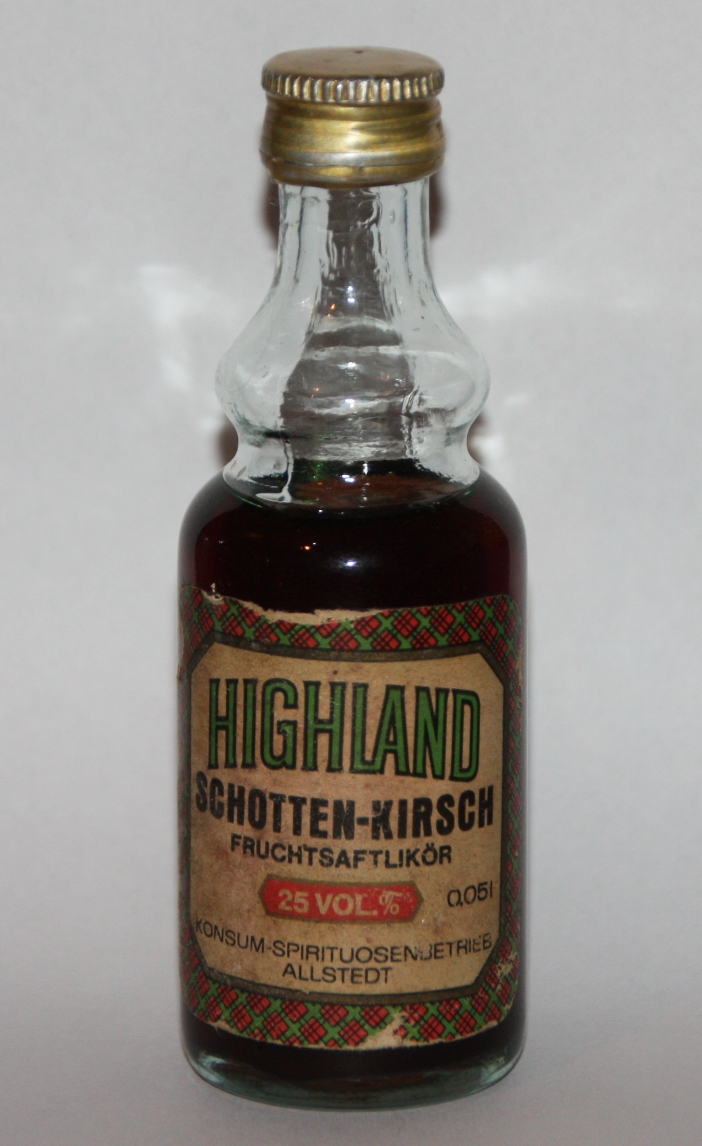 HIGHLAND
SCHOTTEN-KIRSCH
FRUCHTSAFTLIKÖR
25 VOL.% 0,05l
KONSUM-SPIRITUOSENBETRIEB
ALLSTEDT